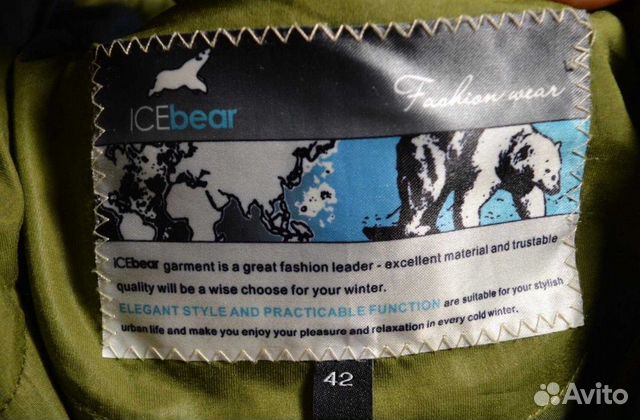 ICEbear
Fashion wear
iCEbear garment is a great fashion leader - excellent material and trustable
quality will be a wise choose for your winter.
ELEGANT STYLE AND PRACTICABLE FUNCTION are suitable for your stylish
urban life and make you enjoy your pleasure and relaxation in every cold winter.
42
Avito